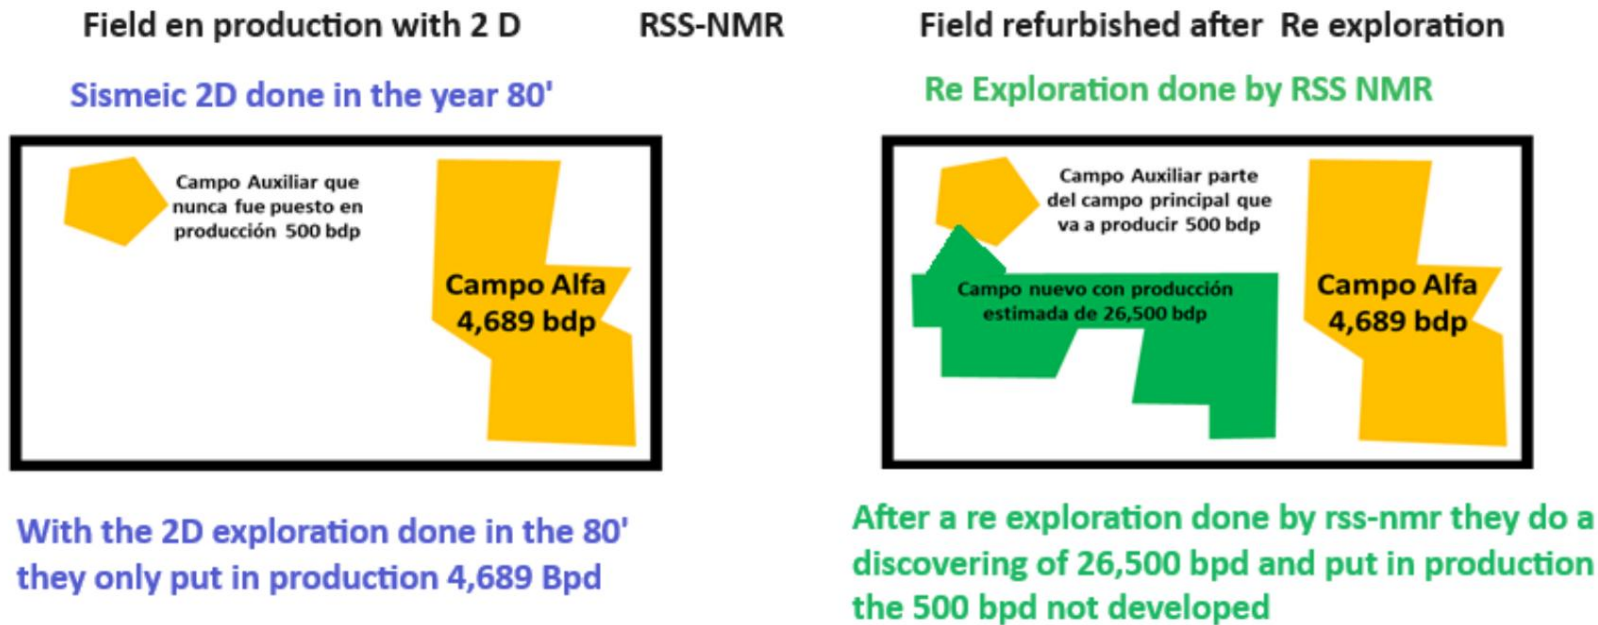 Field en production with 2 D
RSS-NMR
Field refurbished after Re exploration
Sismeic 2D done in the year 80'
Re Exploration done by RSS NMR
Campo Auxiliar que
nunca fue puesto en
producción 500 bdp
Campo Alfa
4,689 bdp
Campo Auxiliar parte
del campo principal que
va a producir 500 bdp
Campo nuevo con producción
estimada de 26,500 bdp
Campo Alfa
4,689 bdp
With the 2D exploration done in the 80'
they only put in production 4,689 Bpd
After a re exploration done by rss-nmr they do a
discovering of 26,500 bpd and put in production
the 500 bpd not developed